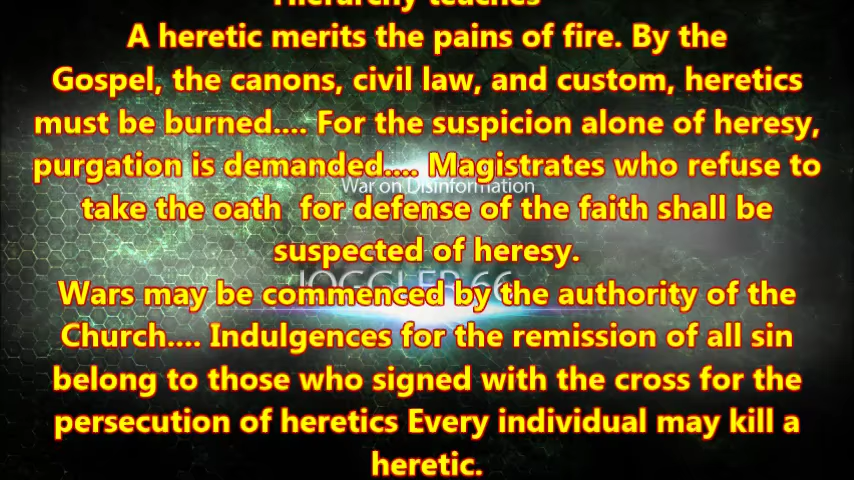 Hierarchy teaches
A heretic merits the pains of fire. By the
Gospel, the canons, civil law, and custom, heretics
must be burned.... For the suspicion alone of heresy,
purgation is demanded.... Magistrates who refuse to
War on Disinformation
take the oath  for defense of the faith shall be
suspected of heresy.
JOGGLER 66
Wars may be commenced by the authority of the
Church.... Indulgences for the remission of all sin
belong to those who signed with the cross for the
persecution of heretics Every individual may kill a
heretic.